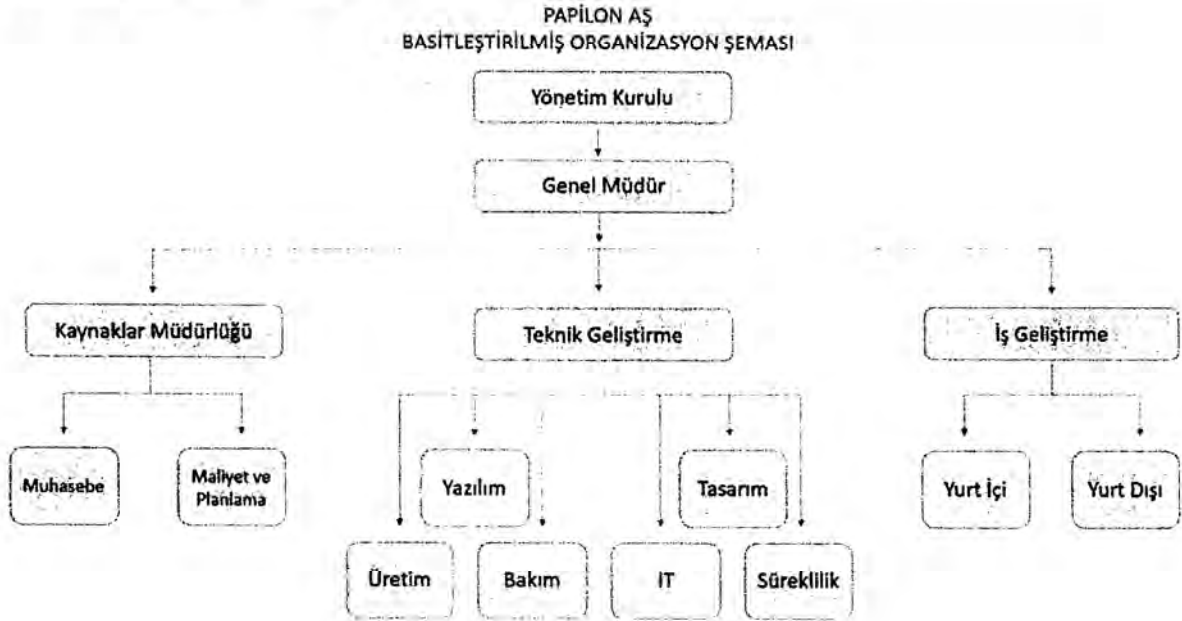 PAPİLON AŞ
BASİTLEŞTİRİLMİŞ ORGANİZASYON ŞEMASI
Yönetim Kurulu
Genel Müdür
Kaynaklar Müdürlüğü
Teknik Geliştirme
İş Geliştirme
Muhasebe
Maliyet ve
Planlama
Yazılım
Tasarım
Yurt İçi
Yurt Dışı
Üretim
Bakım
IT
Süreklilik